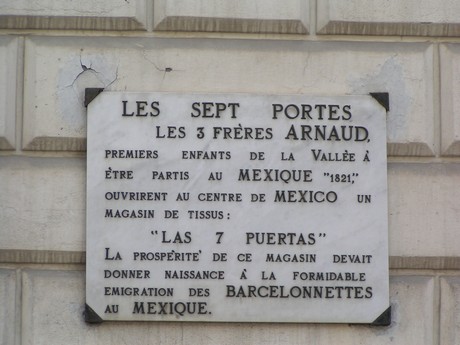 LES SEPT PORTES
LES 3 FRÈRES ARNAUD,
PREMIERS ENFANTS DE LA VALLÉE À
ÊTRE PARTIS AU MEXIQUE "1821,"
OUVRIRENT AU CENTRE DE MEXICO UN
MAGASIN DE TISSUS:
"LAS 7 PUERTAS"
LA PROSPÉRITÉ DE CE MAGASIN DEVAIT
DONNER NAISSANCE À LA FORMIDABLE
EMIGRATION DES BARCELONNETTES
AU MEXIQUE.